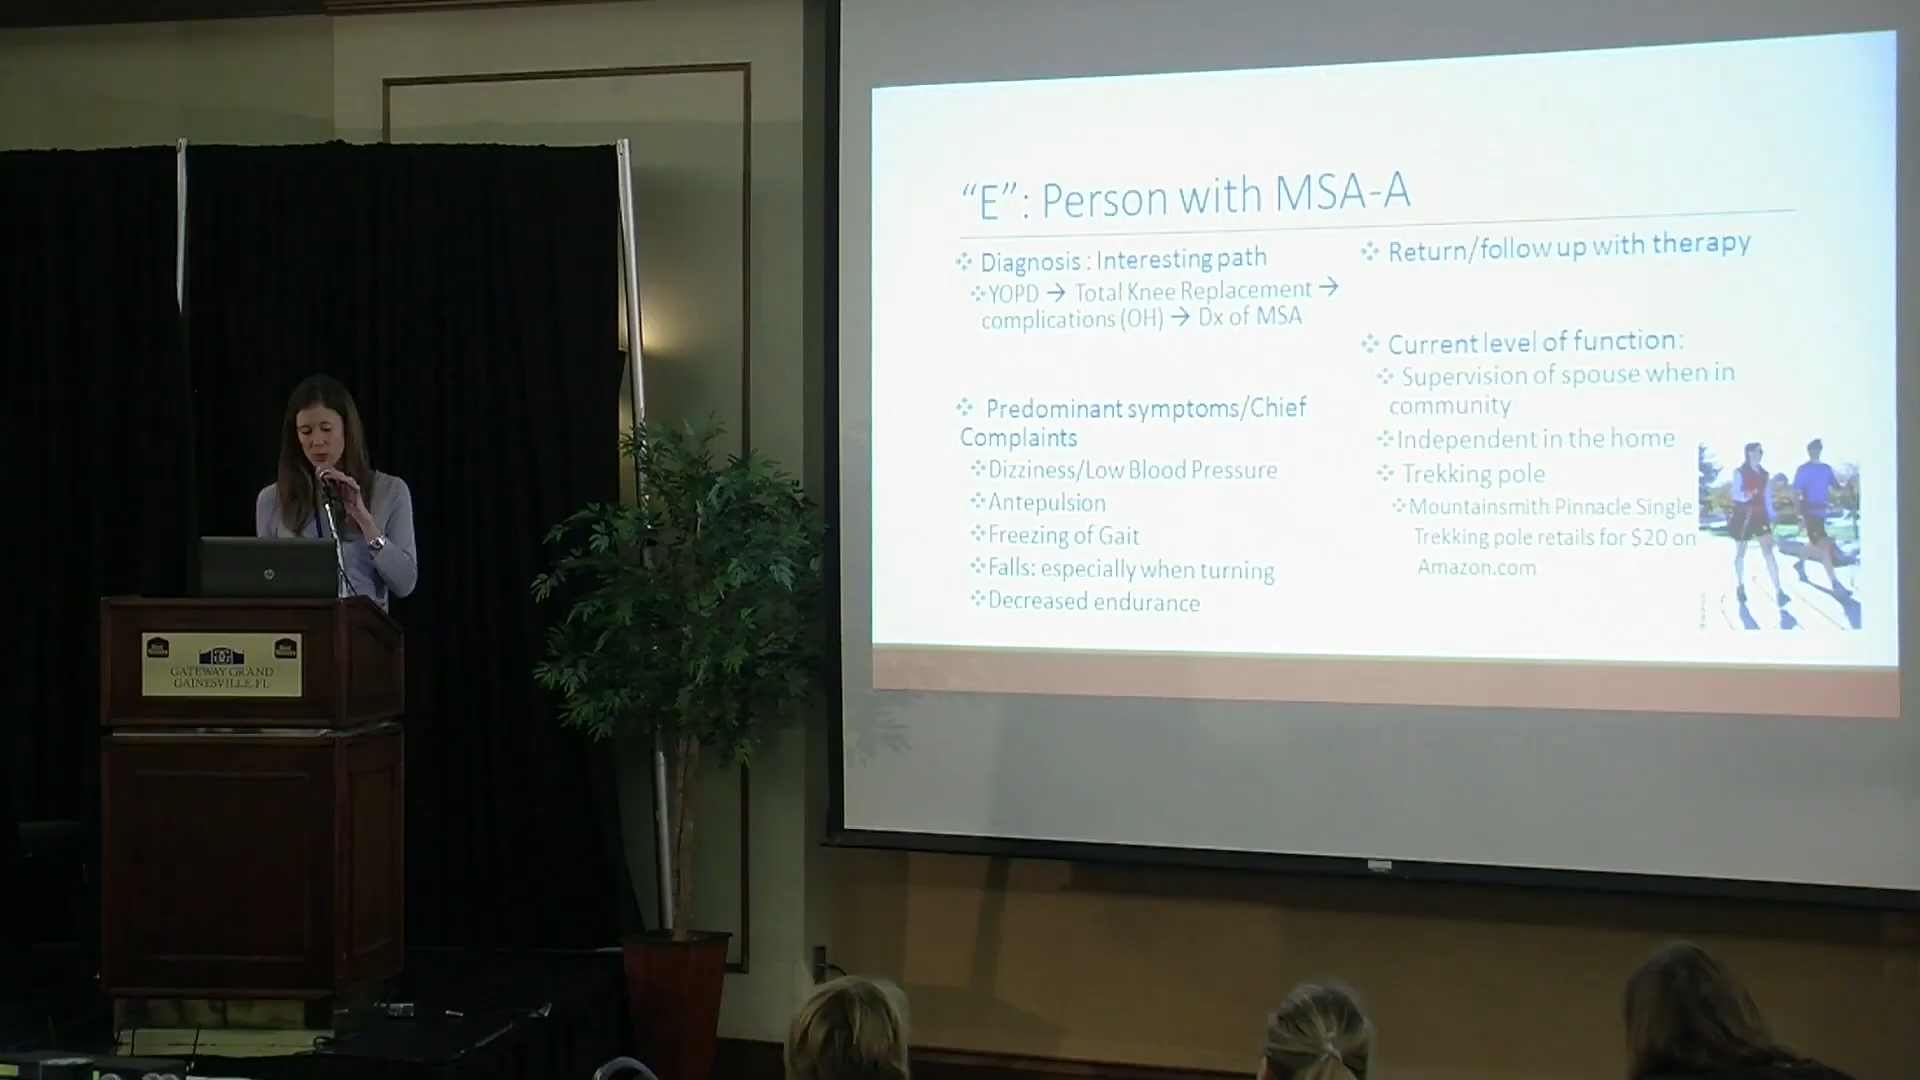 "E": Person with MSA-A
Diagnosis : Interesting path
YOPD → Total Knee Replacement →
complications (OH) → Dx of MSA
Predominant symptoms/Chief
Complaints
Dizziness/Low Blood Pressure
Antepulsion
Freezing of Gait
Falls: especially when turning
Decreased endurance
Return/follow up with therapy
Current level of function:
Supervision of spouse when in
community
Independent in the home
Trekking pole
Mountainsmith Pinnacle Single
Trekking pole retails for $20 on
Amazon.com
hp
GATEWAY GRAND
GAINESVILLE, FL